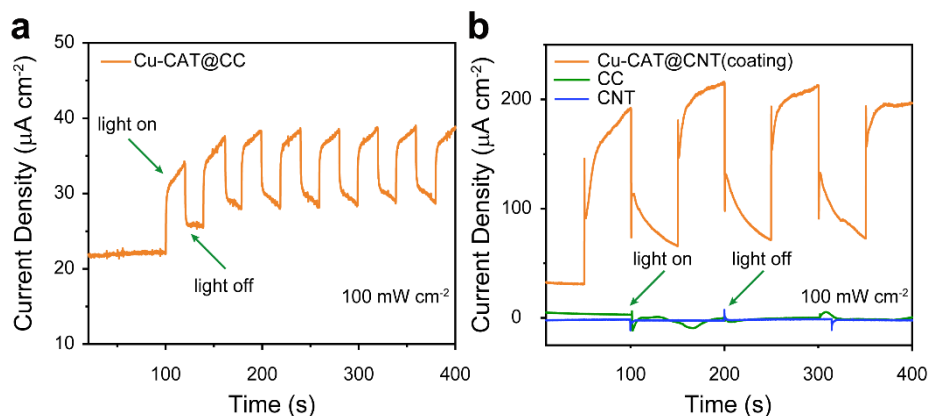 a
Current Density (μA cm⁻²)
50
40
30
20
10
Cu-CAT@CC
light on
light off
100 mW cm⁻²
0
100
200
300
400
Time (s)
b
Current Density (μA cm⁻²)
200
100
0
Cu-CAT@CNT(coating)
CC
CNT
light on
light off
100 mW cm⁻²
100
200
300
400
Time (s)